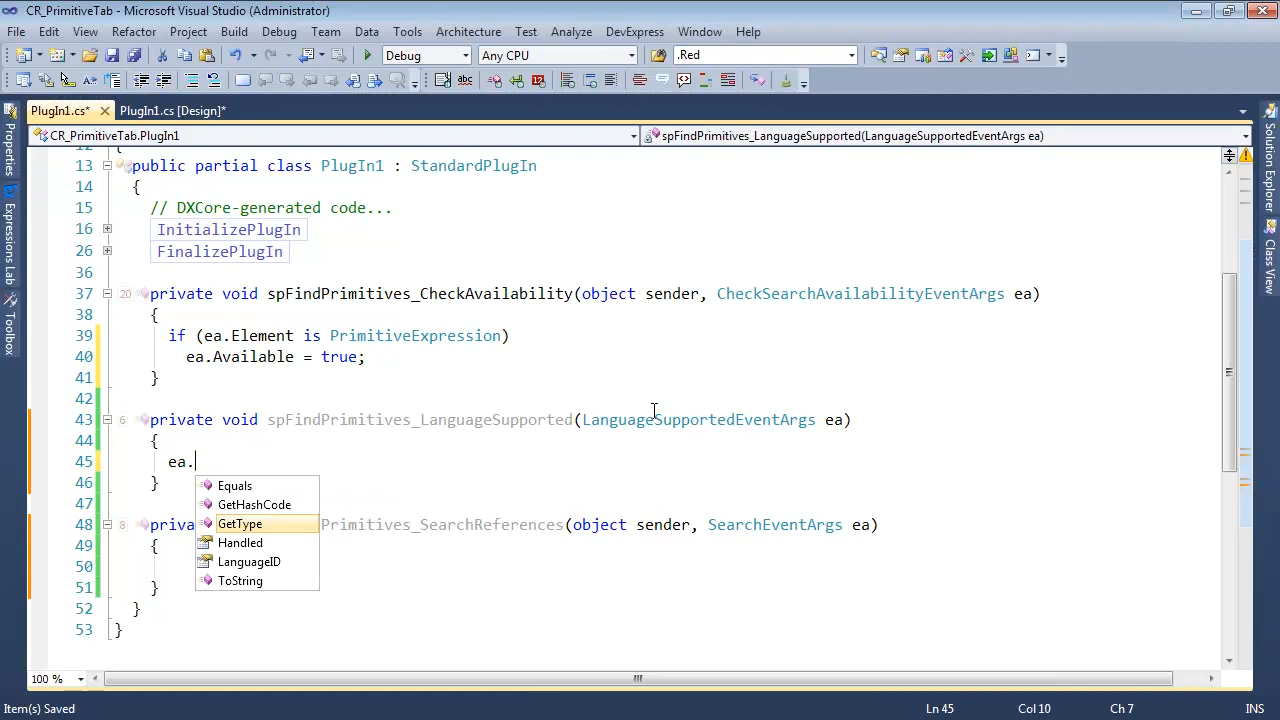 CR_PrimitiveTab - Microsoft Visual Studio (Administrator)
File Edit View Refactor Project Build Debug Team Data Tools Architecture Test Analyze DevExpress Window Help
Debug Any CPU .Red
PlugIn1.cs* PlugIn1.cs [Design]*
CR_PrimitiveTab.PlugIn1 spFindPrimitives_LanguageSupported(LanguageSupportedEventArgs ea)
12 {
13 public partial class PlugIn1 : StandardPlugIn
14 {
15 // DXCore-generated code...
16 InitializePlugIn
26 FinalizePlugIn
36
37 20 private void spFindPrimitives_CheckAvailability(object sender, CheckSearchAvailabilityEventArgs ea)
38 {
39 if (ea.Element is PrimitiveExpression)
40 ea.Available = true;
41 }
42
43 6 private void spFindPrimitives_LanguageSupported(LanguageSupportedEventArgs ea)
44 {
45 ea.
46 }
47
48 8 priva Primitives_SearchReferences(object sender, SearchEventArgs ea)
49 {
50
51 }
52 }
53 }
Equals
GetHashCode
GetType
Handled
LanguageID
ToString
Properties
Expressions Lab
Toolbox
Solution Explorer
Class View
100 %
Item(s) Saved Ln 45 Col 10 Ch 7 INS